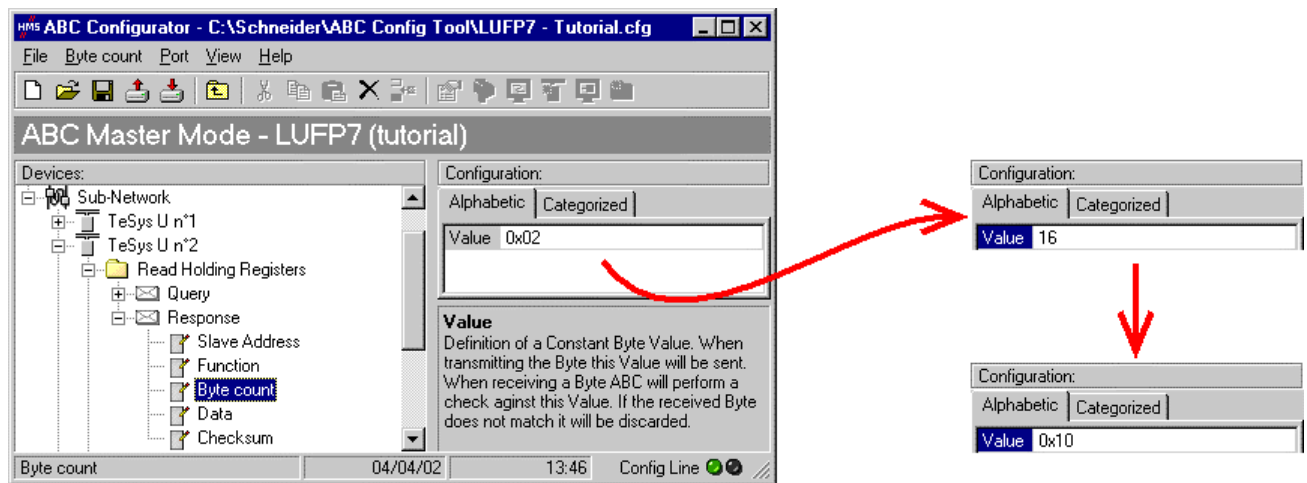 HMS ABC Configurator - C:\Schneider\ABC Config Tool\LUFP7 - Tutorial.cfg
File Byte count Port View Help
ABC Master Mode - LUFP7 (tutorial)
Devices:
Sub-Network
TeSys U n°1
TeSys U n°2
Read Holding Registers
Query
Response
Slave Address
Function
Byte count
Data
Checksum
Configuration:
Alphabetic Categorized
Value 0x02
Value
Definition of a Constant Byte Value. When
transmitting the Byte this Value will be sent.
When receiving a Byte ABC will perform a
check aginst this Value. If the received Byte
does not match it will be discarded.
Byte count 04/04/02 13:46 Config Line
Configuration:
Alphabetic Categorized
Value 16
Configuration:
Alphabetic Categorized
Value 0x10